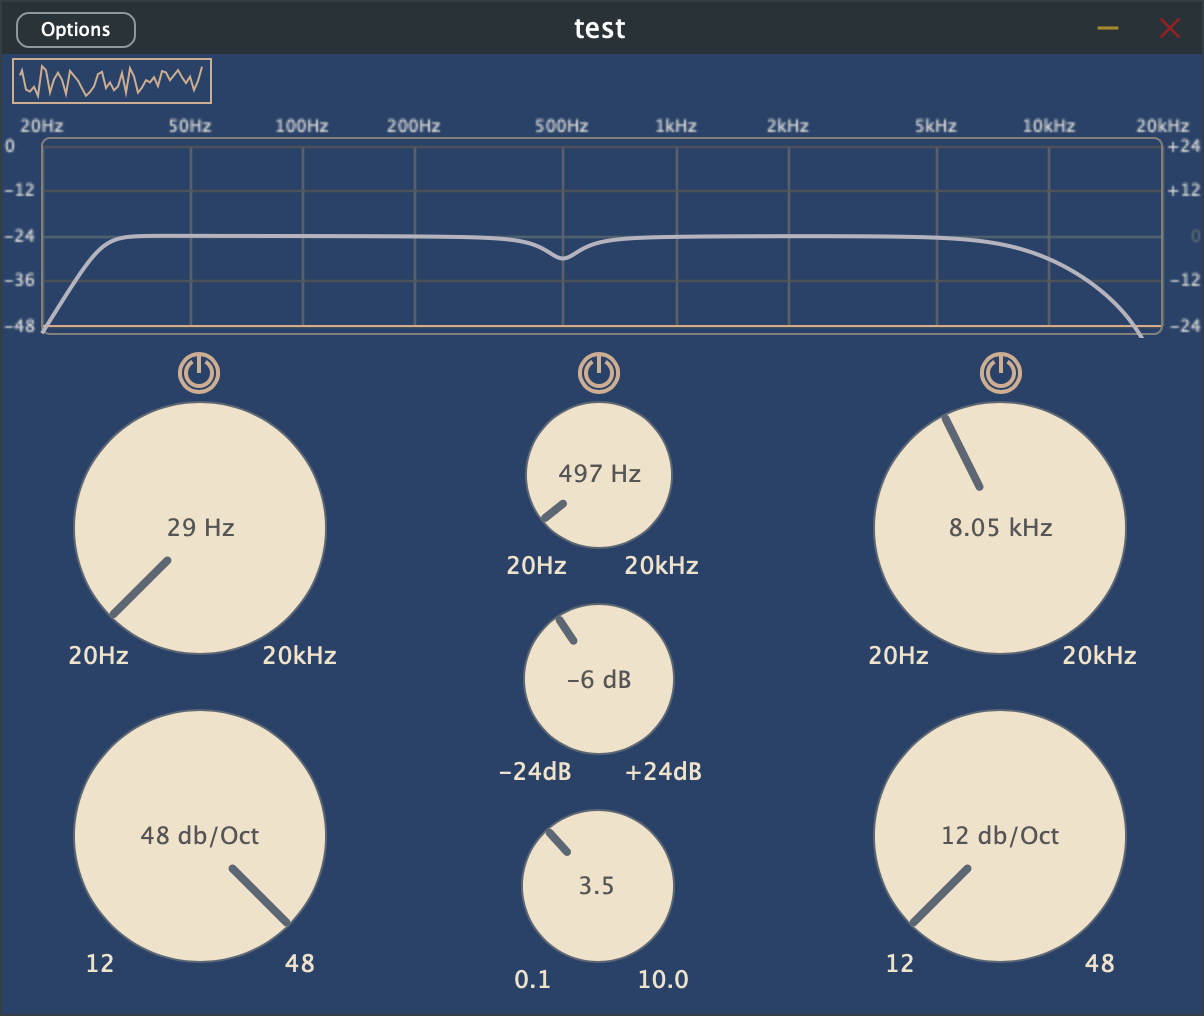 Options
test
20Hz 50Hz 100Hz 200Hz 500Hz 1kHz 2kHz 5kHz 10kHz 20kHz
0 +24
-12 +12
-24 0
-36 -12
-48 -24
497 Hz
29 Hz 8.05 kHz
20Hz 20kHz
20Hz 20kHz 20Hz 20kHz
-6 dB
-24dB +24dB
48 db/Oct 12 db/Oct
3.5
12 48 12 48
0.1 10.0